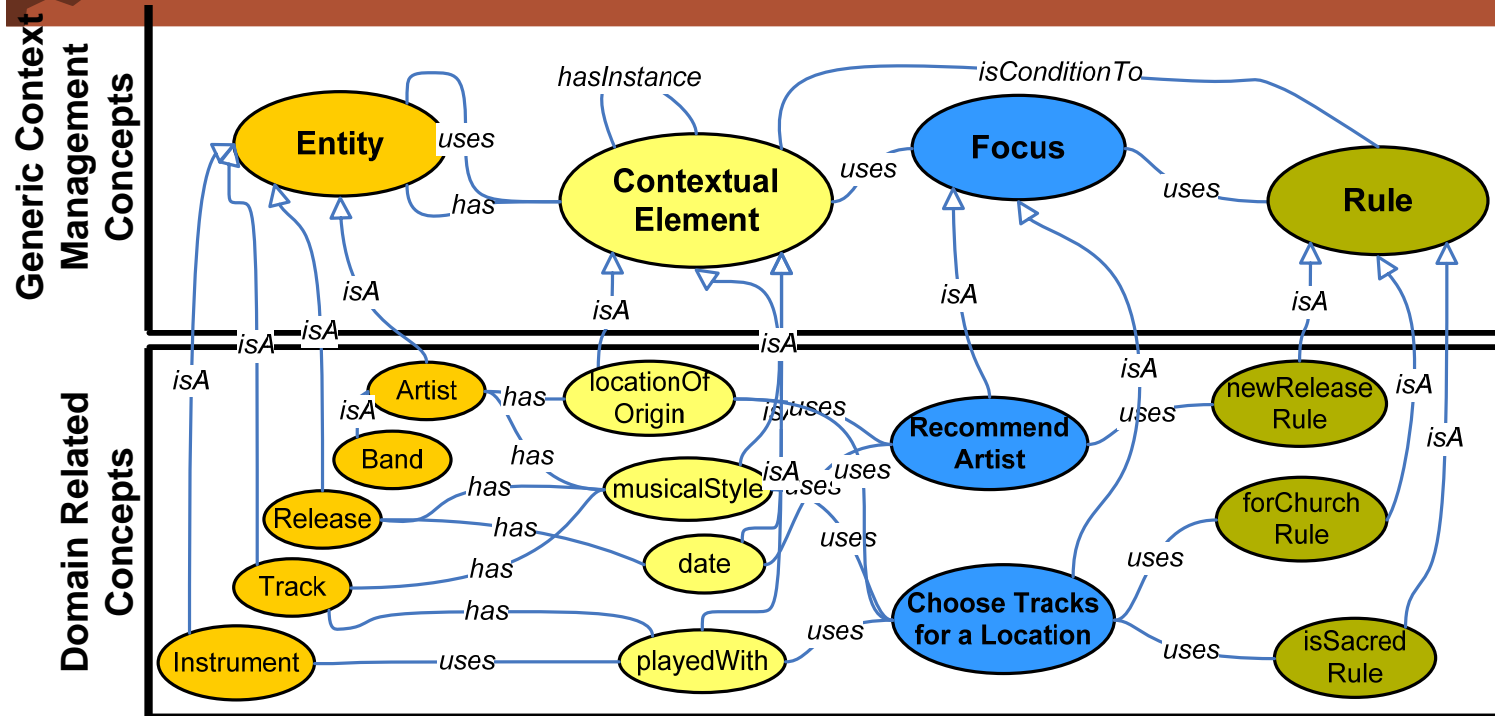 Generic Context
Management
Concepts
Entity
uses
has
hasInstance
Contextual
Element
isConditionTo
uses
Focus
uses
Rule
isA
isA
isA
isA
isA
isA
isA
isA
isA
isA
isA
Domain Related
Concepts
Artist
isA
Band
Release
Track
Instrument
has
has
has
has
has
has
uses
locationOf
Origin
musicalStyle
date
playedWith
uses
isA
uses
uses
uses
uses
Recommend
Artist
Choose Tracks
for a Location
uses
uses
uses
newRelease
Rule
forChurch
Rule
isSacred
Rule